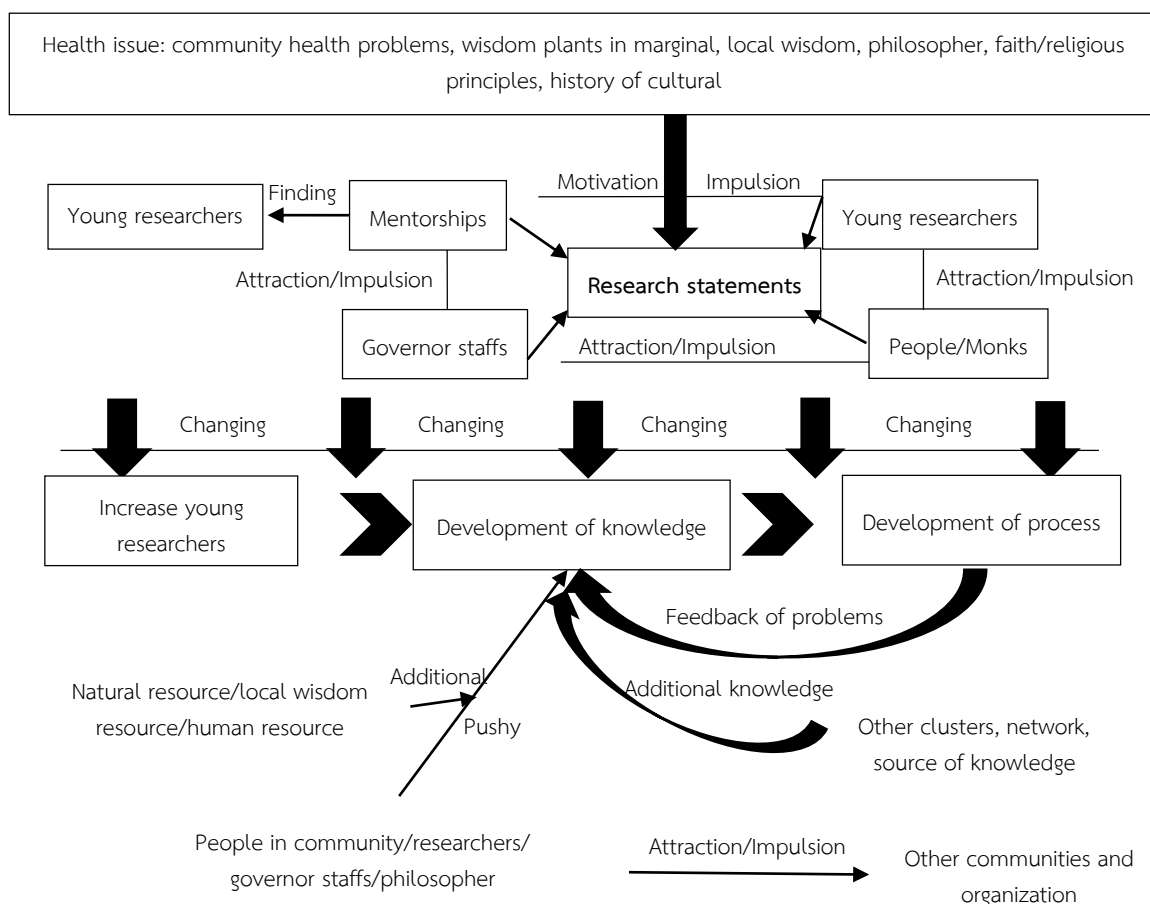 Health issue: community health problems, wisdom plants in marginal, local wisdom, philosopher, faith/religious
principles, history of cultural
Motivation
Impulsion
Finding
Young researchers
Mentorships
Young researchers
Attraction/Impulsion
Research statements
Attraction/Impulsion
Governor staffs
Attraction/Impulsion
People/Monks
Changing
Changing
Changing
Changing
Increase young
researchers
Development of knowledge
Development of process
Feedback of problems
Additional
Additional knowledge
Natural resource/local wisdom
resource/human resource
Pushy
Other clusters, network,
source of knowledge
People in community/researchers/
governor staffs/philosopher
Attraction/Impulsion
Other communities and
organization